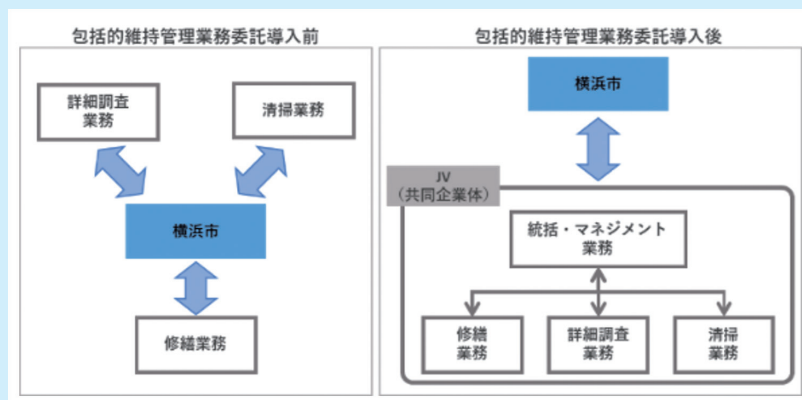 包括的維持管理業務委託導入前
詳細調査
業務
清掃業務
横浜市
修繕業務
包括的維持管理業務委託導入後
横浜市
JV
（共同企業体）
統括・マネジメント
業務
修繕
業務
詳細調査
業務
清掃
業務